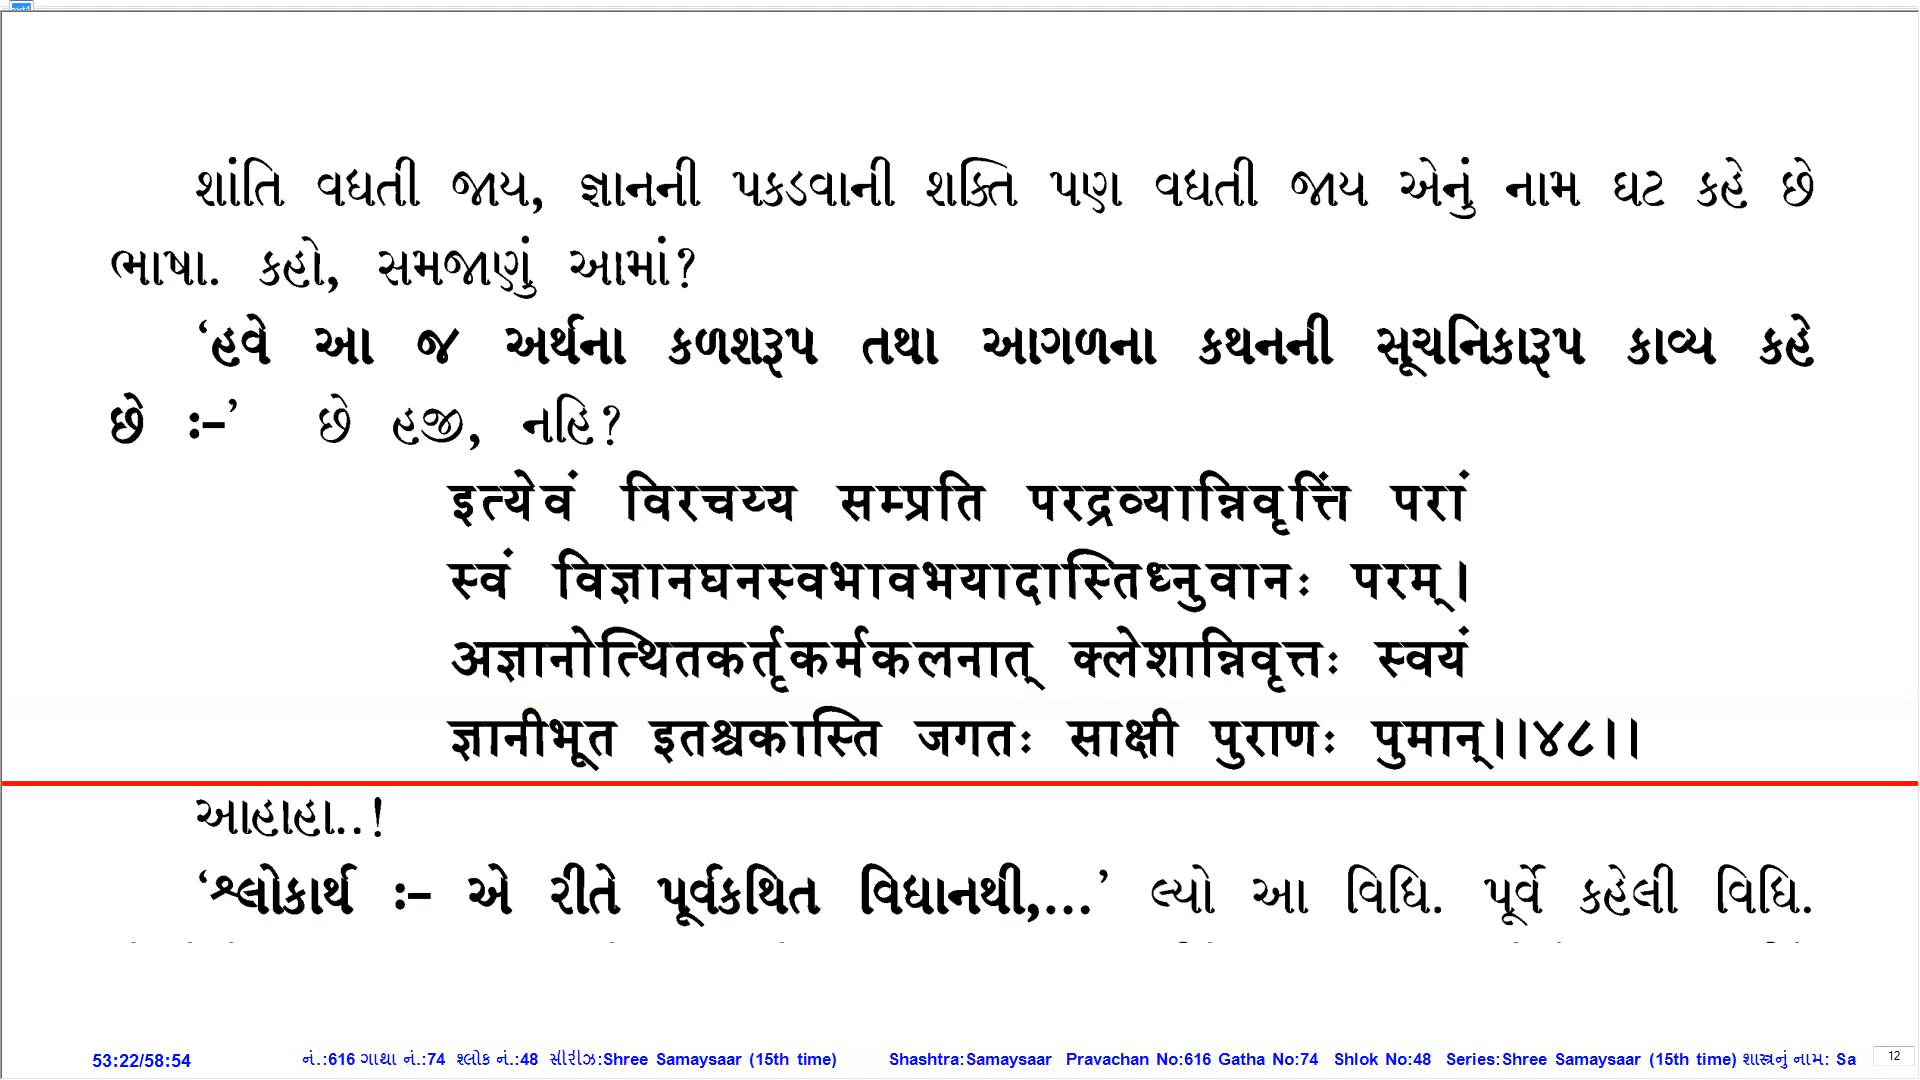 શાંતિ વધતી જાય, જ્ઞાનની પકડવાની શક્તિ પણ વધતી જાય એનું નામ ઘટ કહે છે
ભાષા. કહો, સમજાણું આમાં?
‘હવે આ જ અર્થના કળશરૂપ તથા આગળના કથનની સૂચનિકારૂપ કાવ્ય કહે
છે :–’ છે હજી, નહિ?
इत्येवं विरचय्य सम्प्रति परद्रव्यान्निवृत्तिं परां
स्वं विज्ञानघनस्वभावभयादास्तिध्नुवानः परम्।
अज्ञानोत्थितकर्तृकर्मकलनात् क्लेशान्निवृत्तः स्वयं
ज्ञानीभूत इतश्चकास्ति जगतः साक्षी पुराणः पुमान्।।४८।।
આહાહા..!
‘શ્લોકાર્થ :– એ રીતે પૂર્વકથિત વિધાનથી,...’ લ્યો આ વિધિ. પૂર્વે કહેલી વિધિ.
53:22/58:54 નં.:616 ગાથા નં.:74 શ્લોક નં.:48 સીરીઝ:Shree Samaysaar (15th time) Shashtra:Samaysaar Pravachan No:616 Gatha No:74 Shlok No:48 Series:Shree Samaysaar (15th time) શાસ્ત્રનું નામ: Sa 12